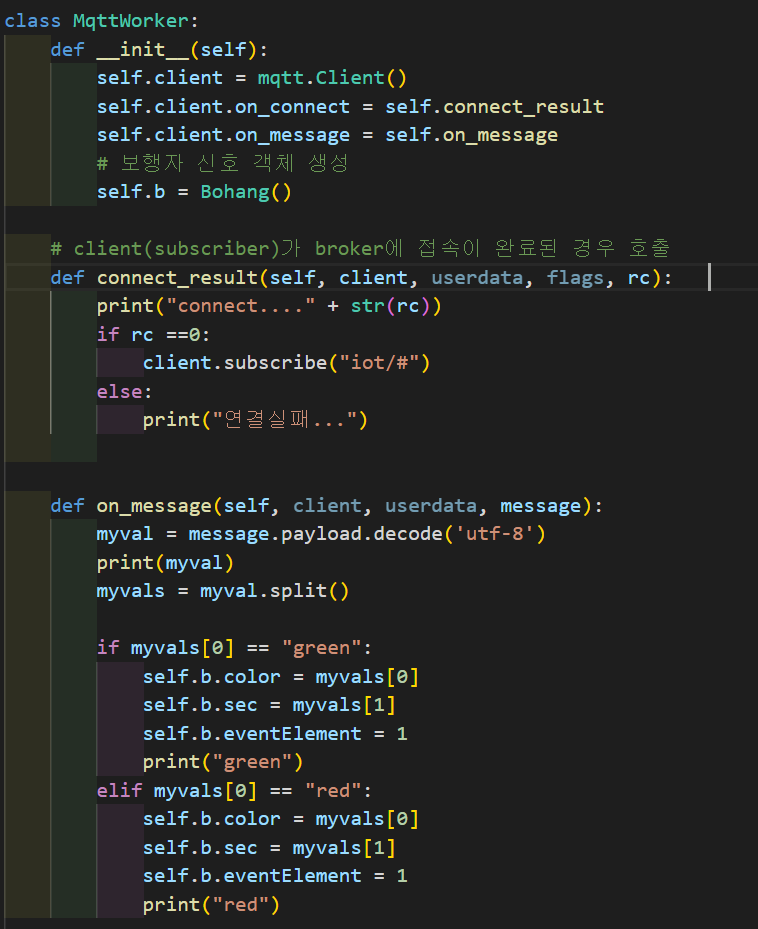 class MqttWorker:
    def __init__(self):
        self.client = mqtt.Client()
        self.client.on_connect = self.connect_result
        self.client.on_message = self.on_message
        # 보행자 신호 객체 생성
        self.b = Bohang()
    # client(subscriber)가 broker에 접속이 완료된 경우 호출
    def connect_result(self, client, userdata, flags, rc):
        print("connect...." + str(rc))
        if rc ==0:
            client.subscribe("iot/#")
        else:
            print("연결실패...")
    def on_message(self, client, userdata, message):
        myval = message.payload.decode('utf-8')
        print(myval)
        myvals = myval.split()
        if myvals[0] == "green":
            self.b.color = myvals[0]
            self.b.sec = myvals[1]
            self.b.eventElement = 1
            print("green")
        elif myvals[0] == "red":
            self.b.color = myvals[0]
            self.b.sec = myvals[1]
            self.b.eventElement = 1
            print("red")